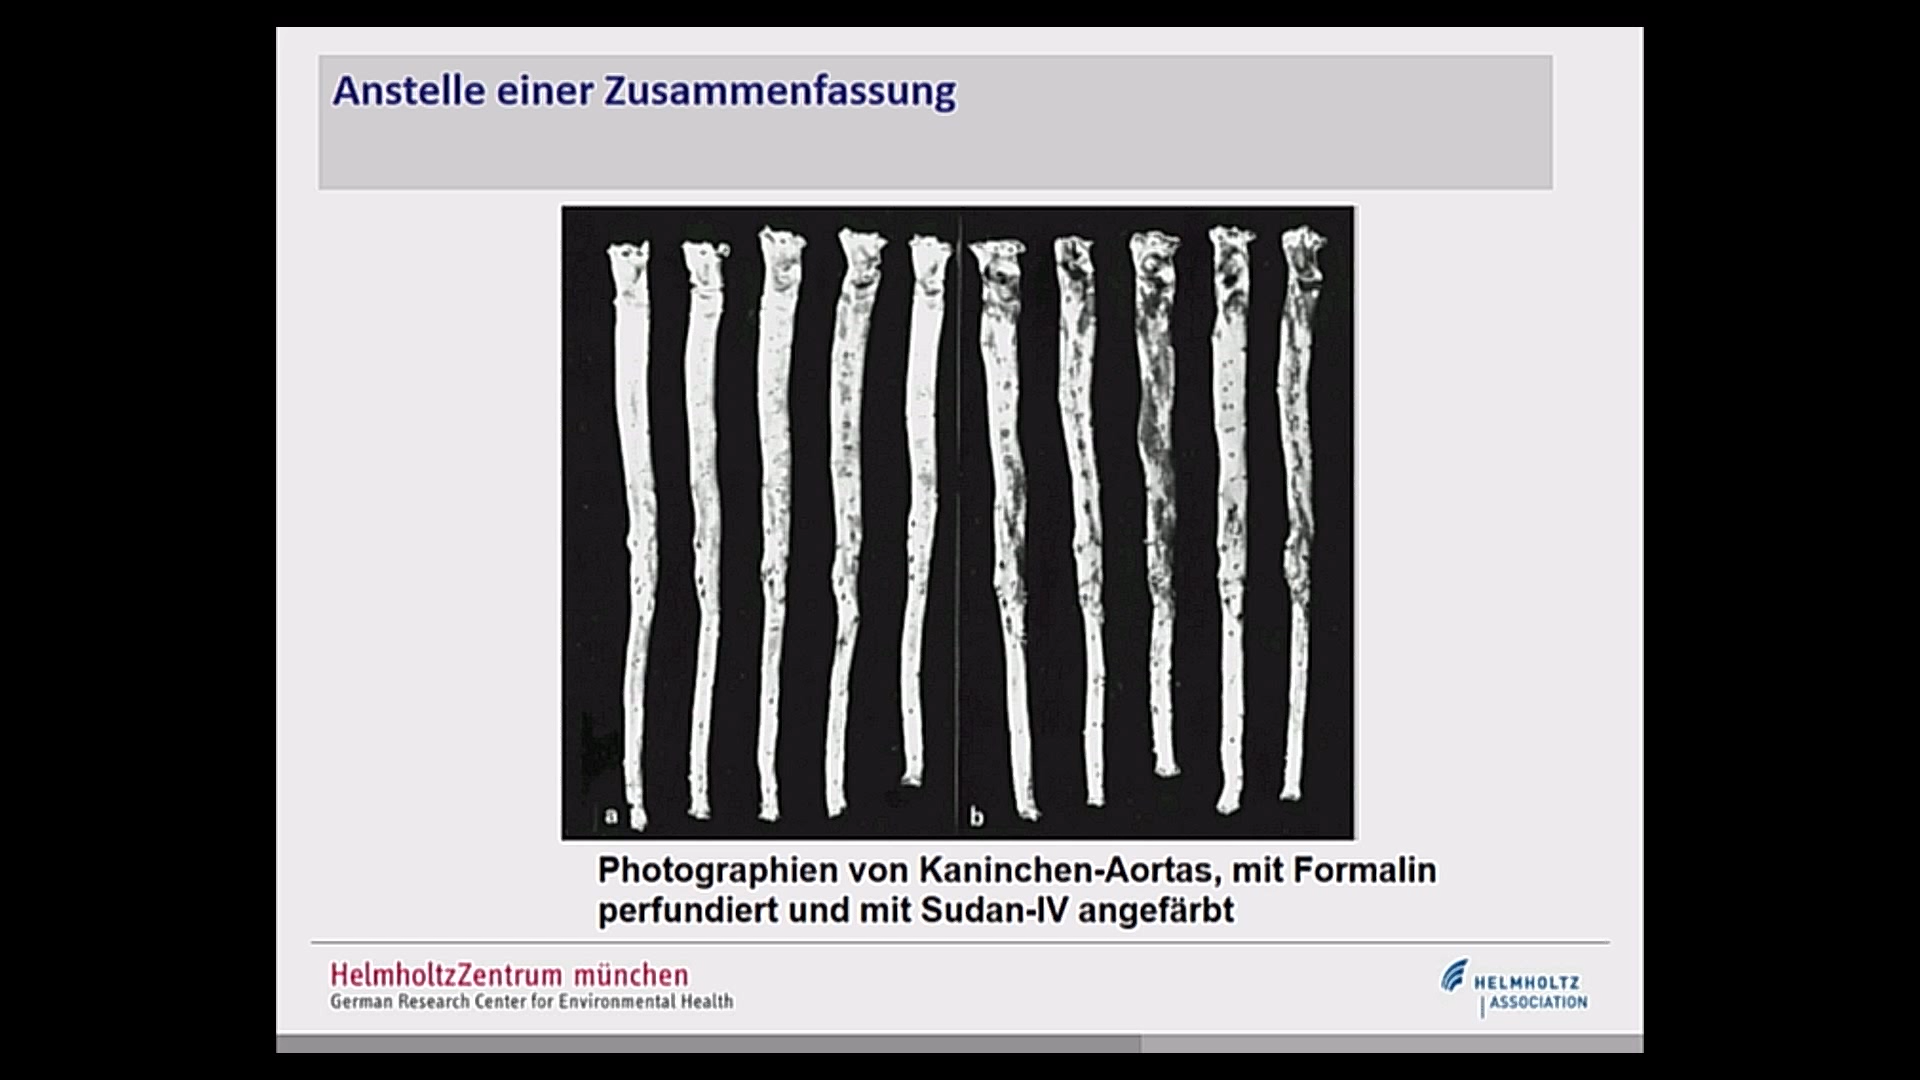 Anstelle einer Zusammenfassung
a
b
Photographien von Kaninchen-Aortas, mit Formalin
perfundiert und mit Sudan-IV angefärbt
HelmholtzZentrum münchen
German Research Center for Environmental Health
HELMHOLTZ
ASSOCIATION